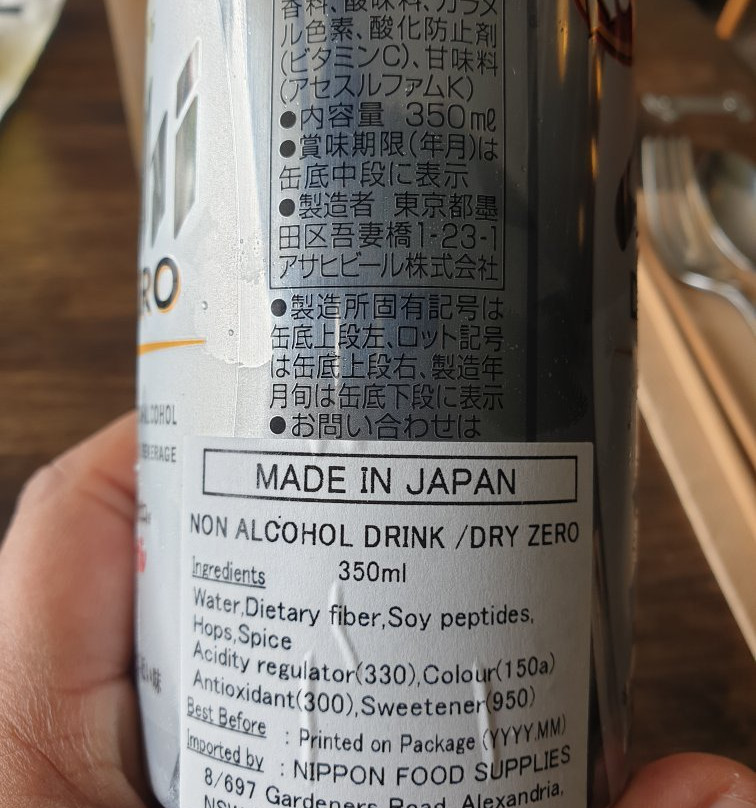 香料、酸味料、カラメ
ル色素、酸化防止剤
(ビタミンC)、甘味料
(アセスルファムK)
●内容量 350㎖
●賞味期限(年月)は
缶底中段に表示
●製造者 東京都墨
田区吾妻橋1-23-1
アサヒビール株式会社
●製造所固有記号は
缶底上段左、ロット記号
は缶底上段右、製造年
月旬は缶底下段に表示
●お問い合わせは
RO
MADE IN JAPAN
NON ALCOHOL DRINK /DRY ZERO
350ml
Ingredients
Water,Dietary fiber,Soy peptides,
Hops,Spice
Acidity regulator(330),Colour(150a)
Antioxidant(300),Sweetener(950)
Best Before : Printed on Package (YYYY.MM)
Imported by : NIPPON FOOD SUPPLIES
8/697 Gardeners Road, Alexandria,
NSW